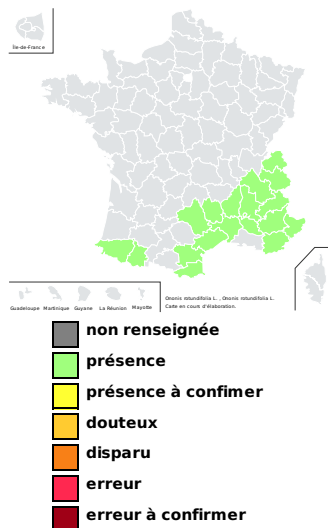 Île-de-France
Ononis rotundifolia L. , Ononis rotundifolia L.
Carte en cours d'élaboration.
Guadeloupe Martinique Guyane La Réunion Mayotte
non renseignée
présence
présence à confimer
douteux
disparu
erreur
erreur à confirmer